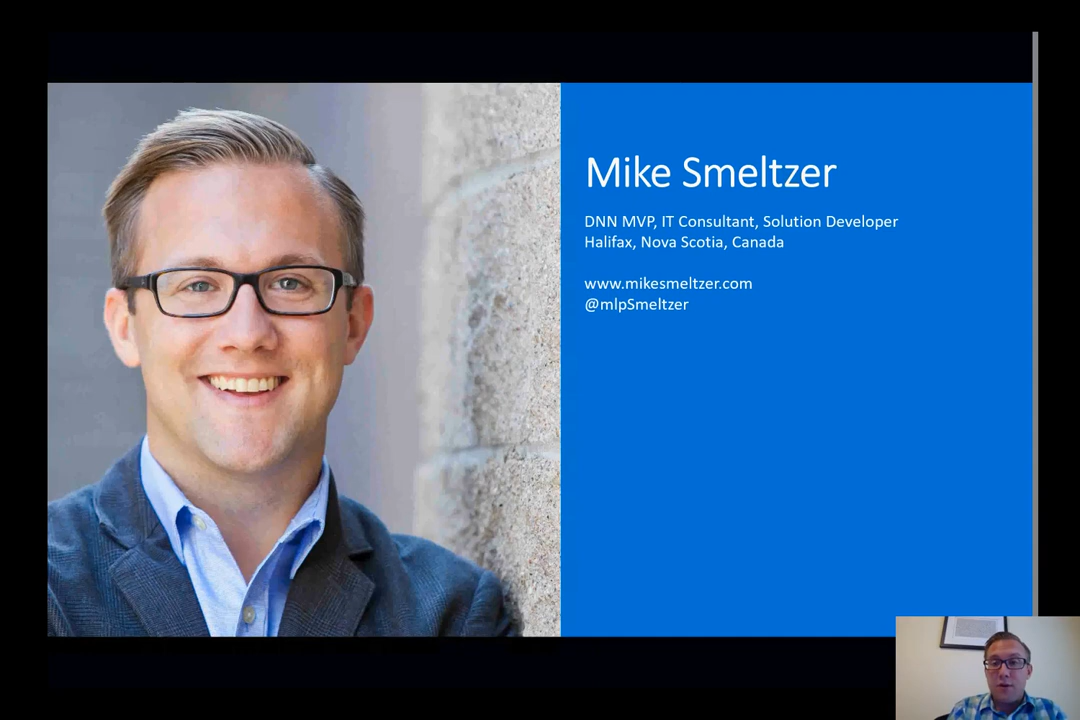 Mike Smeltzer
DNN MVP, IT Consultant, Solution Developer
Halifax, Nova Scotia, Canada
www.mikesmeltzer.com
@mlpSmeltzer